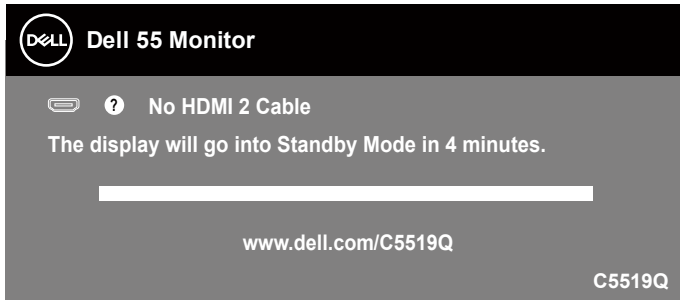 DELL Dell 55 Monitor
? No HDMI 2 Cable
The display will go into Standby Mode in 4 minutes.
www.dell.com/C5519Q
C5519Q